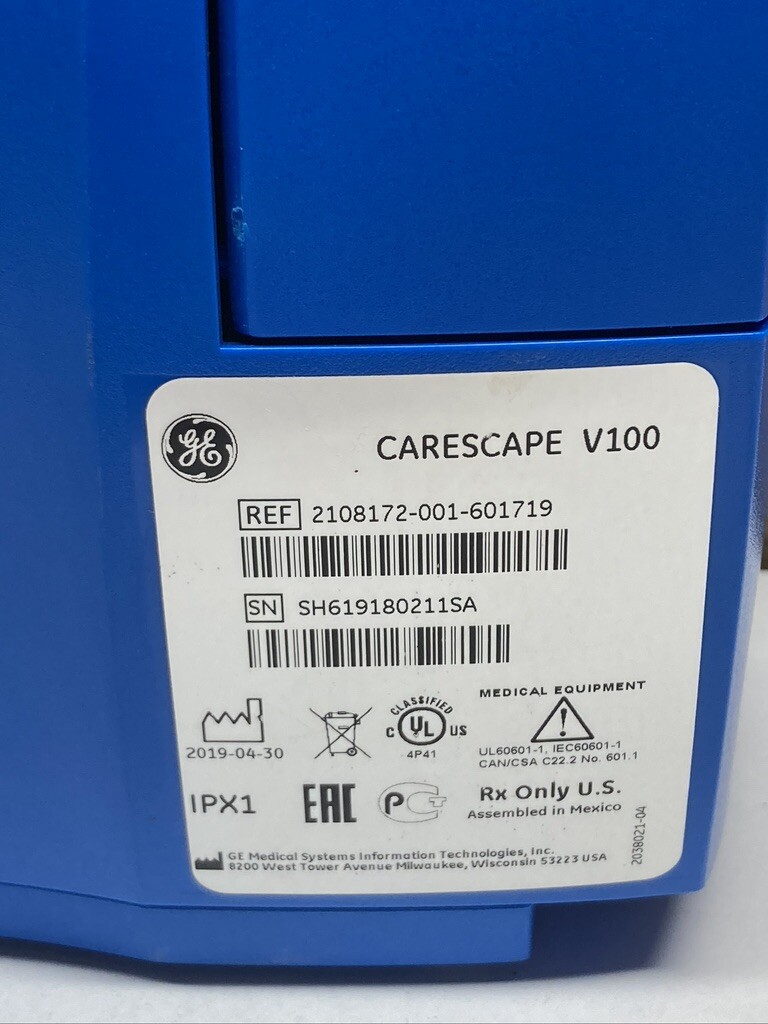 GE
CARESCAPE V100
REF 2108172-001-601719
SN SH619180211SA
2019-04-30
CLASSIFIED
C UL US
4P41
MEDICAL EQUIPMENT
UL60601-1, IEC60601-1
CAN/CSA C22.2 No. 601.1
IPX1
EAC
PCT
Rx Only U.S.
Assembled in Mexico
2038021-04
GE Medical Systems Information Technologies, Inc.
8200 West Tower Avenue Milwaukee, Wisconsin 53223 USA